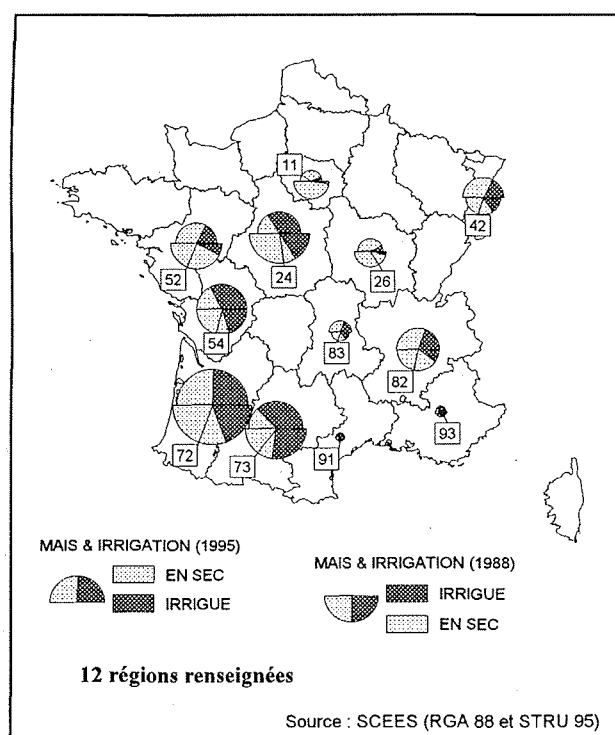 11
42
52
24
26
54
83
82
93
72
73
91
MAIS & IRRIGATION (1995)
EN SEC
IRRIGUE
MAIS & IRRIGATION (1988)
IRRIGUE
EN SEC
12 régions renseignées
Source : SCEES (RGA 88 et STRU 95)